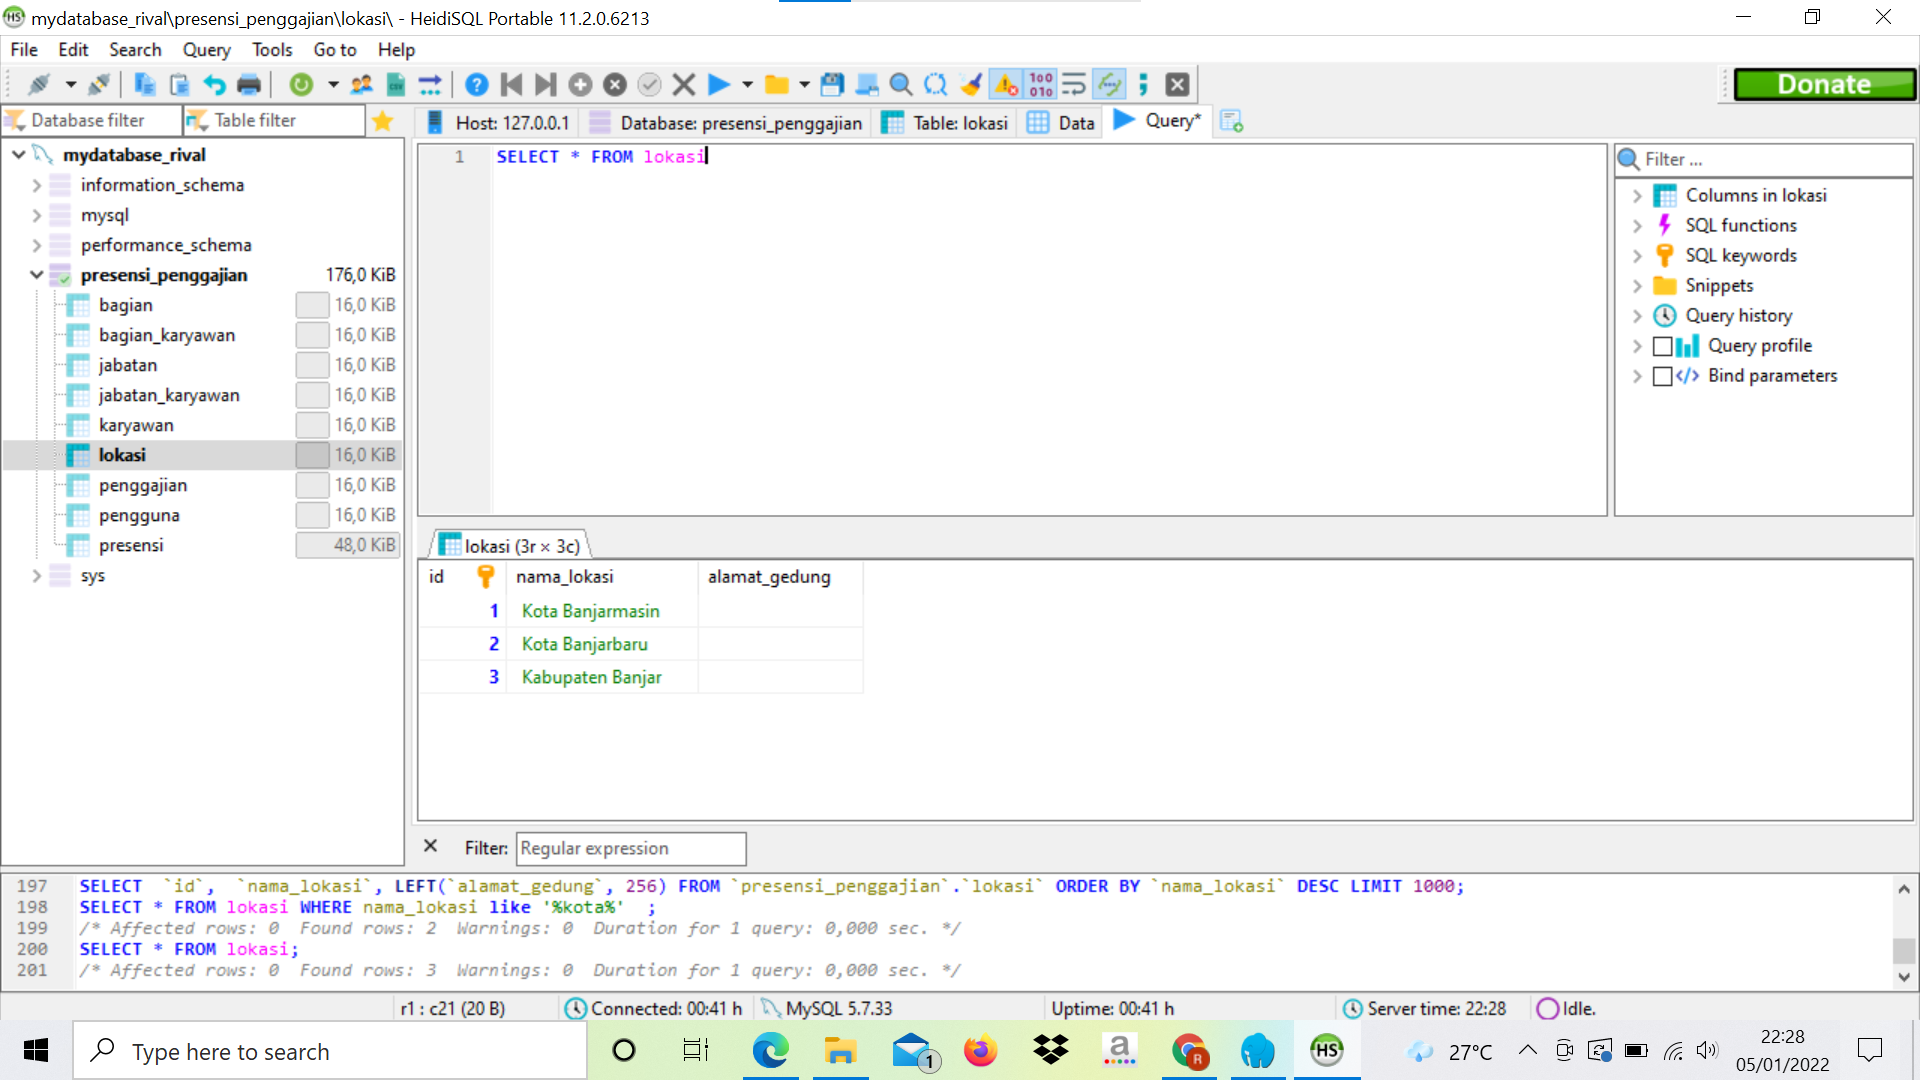 mydatabase_rival\presensi_penggajian\lokasi\ - HeidiSQL Portable 11.2.0.6213
File Edit Search Query Tools Go to Help
Donate
Database filter Table filter
Host: 127.0.0.1 Database: presensi_penggajian Table: lokasi Data Query*
mydatabase_rival
information_schema
mysql
performance_schema
presensi_penggajian 176,0 KiB
bagian 16,0 KiB
bagian_karyawan 16,0 KiB
jabatan 16,0 KiB
jabatan_karyawan 16,0 KiB
karyawan 16,0 KiB
lokasi 16,0 KiB
penggajian 16,0 KiB
pengguna 16,0 KiB
presensi 48,0 KiB
sys
1 SELECT * FROM lokasi
Filter ...
Columns in lokasi
SQL functions
SQL keywords
Snippets
Query history
Query profile
Bind parameters
lokasi (3r × 3c)
id nama_lokasi alamat_gedung
1 Kota Banjarmasin
2 Kota Banjarbaru
3 Kabupaten Banjar
Filter: Regular expression
197 SELECT `id`, `nama_lokasi`, LEFT(`alamat_gedung`, 256) FROM `presensi_penggajian`.`lokasi` ORDER BY `nama_lokasi` DESC LIMIT 1000;
198 SELECT * FROM lokasi WHERE nama_lokasi like '%kota%' ;
199 /* Affected rows: 0 Found rows: 2 Warnings: 0 Duration for 1 query: 0,000 sec. */
200 SELECT * FROM lokasi;
201 /* Affected rows: 0 Found rows: 3 Warnings: 0 Duration for 1 query: 0,000 sec. */
r1 : c21 (20 B) Connected: 00:41 h MySQL 5.7.33 Uptime: 00:41 h Server time: 22:28 Idle.
Type here to search
1
a
R
HS
27°C
22:28
05/01/2022